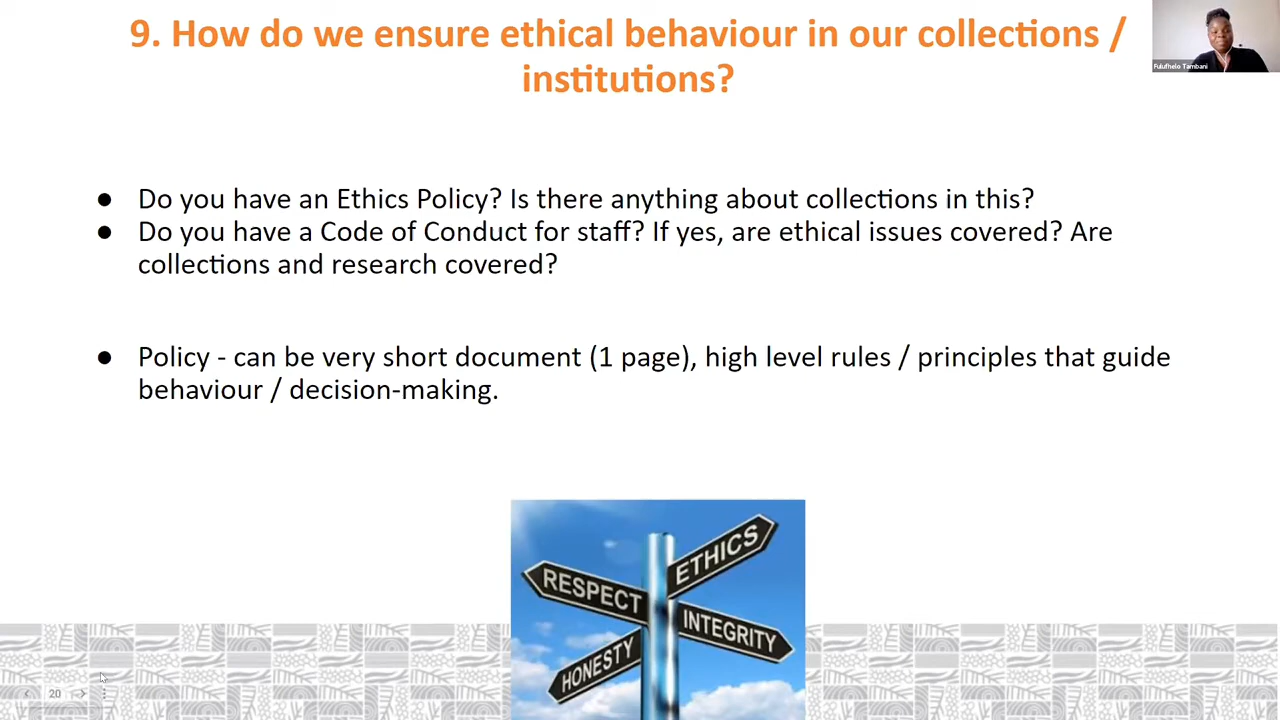 9. How do we ensure ethical behaviour in our collections /
institutions?
Fulufhelo Tambani
● Do you have an Ethics Policy? Is there anything about collections in this?
● Do you have a Code of Conduct for staff? If yes, are ethical issues covered? Are
collections and research covered?
● Policy - can be very short document (1 page), high level rules / principles that guide
behaviour / decision-making.
ETHICS
RESPECT
INTEGRITY
HONESTY
20